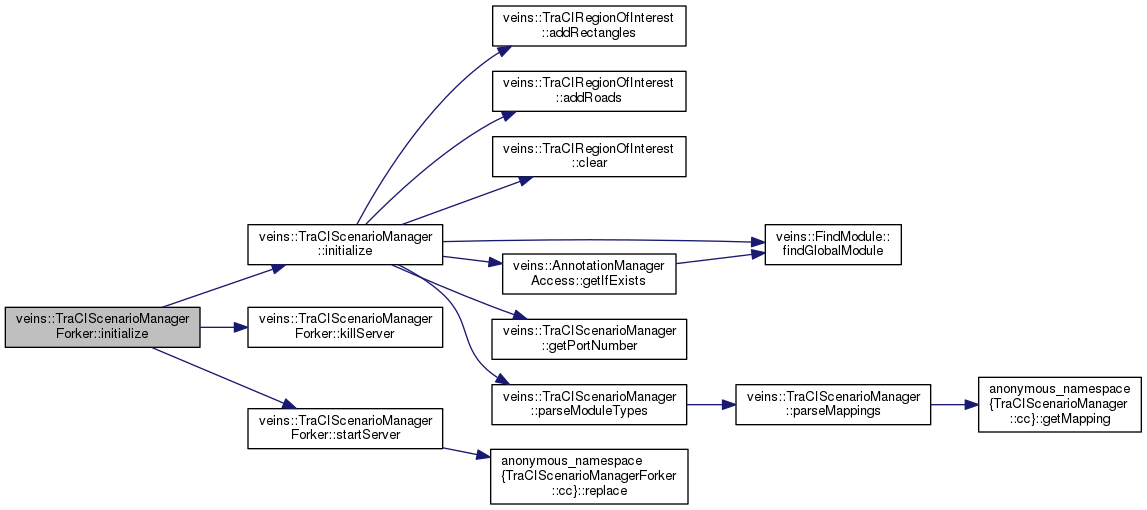 veins::TraCIRegionOfInterest
::addRectangles
veins::TraCIRegionOfInterest
::addRoads
veins::TraCIRegionOfInterest
::clear
veins::TraCIScenarioManager
::initialize
veins::FindModule::
findGlobalModule
veins::AnnotationManager
Access::getIfExists
veins::TraCIScenarioManager
Forker::initialize
veins::TraCIScenarioManager
Forker::killServer
veins::TraCIScenarioManager
::getPortNumber
veins::TraCIScenarioManager
::parseModuleTypes
veins::TraCIScenarioManager
::parseMappings
anonymous_namespace
{TraCIScenarioManager
::cc}::getMapping
veins::TraCIScenarioManager
Forker::startServer
anonymous_namespace
{TraCIScenarioManagerForker
::cc}::replace